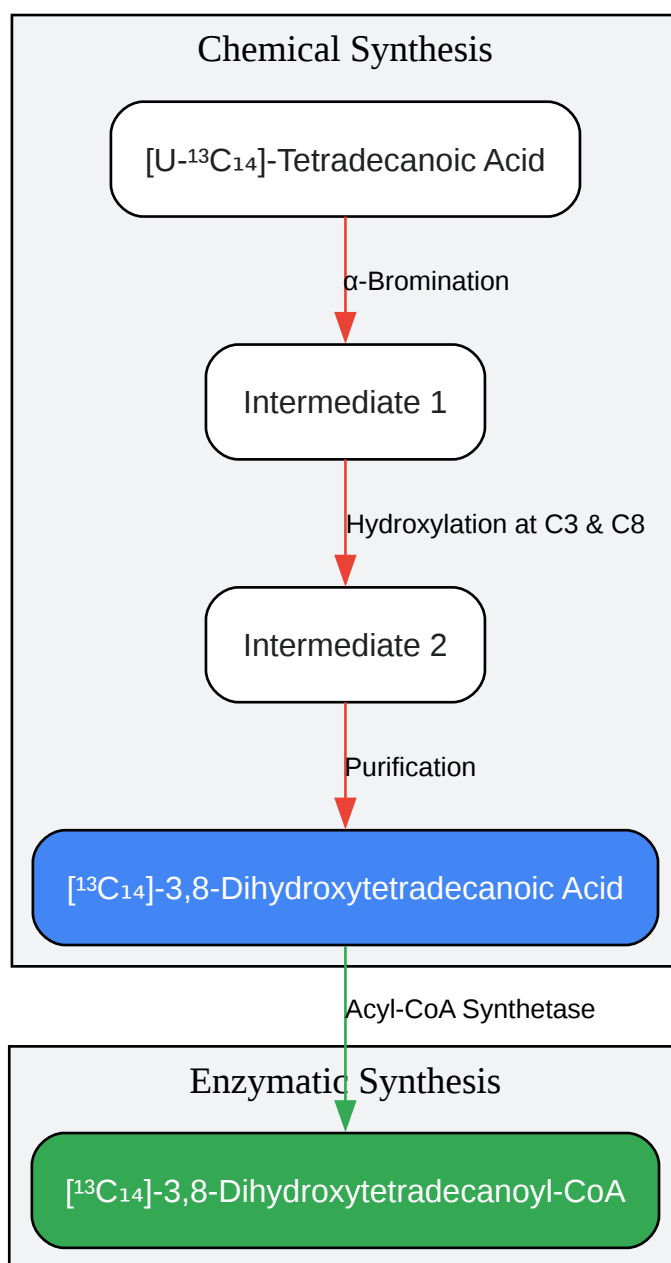 Chemical Synthesis
[U-¹³C₁₄]-Tetradecanoic Acid
α-Bromination
Intermediate 1
Hydroxylation at C3 & C8
Intermediate 2
Purification
[¹³C₁₄]-3,8-Dihydroxytetradecanoic Acid
Acyl-CoA Synthetase
Enzymatic Synthesis
[¹³C₁₄]-3,8-Dihydroxytetradecanoyl-CoA